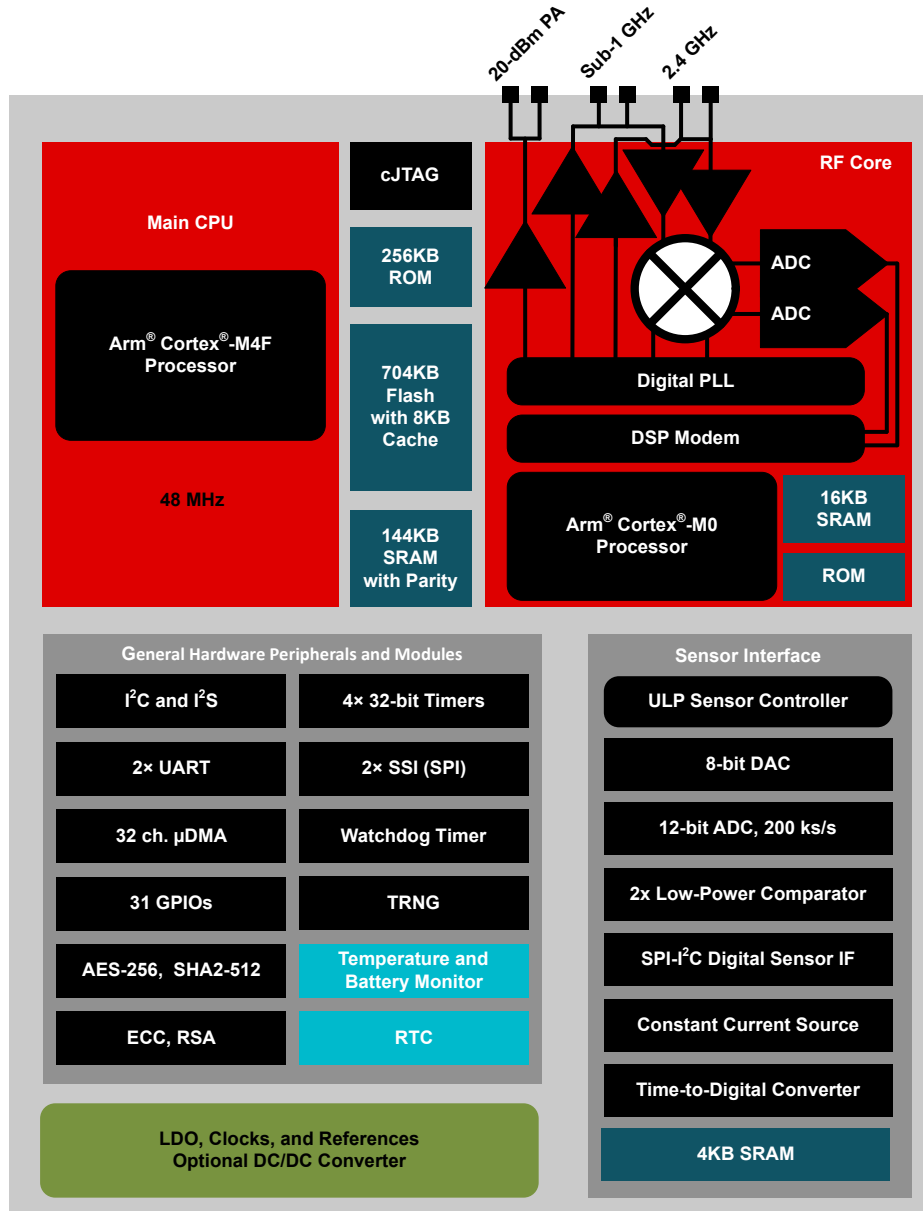 20-dBm PA
Sub-1 GHz
2.4 GHz
Main CPU
Arm® Cortex®-M4F
Processor
48 MHz
cJTAG
256KB
ROM
704KB
Flash
with 8KB
Cache
144KB
SRAM
with Parity
RF Core
ADC
ADC
Digital PLL
DSP Modem
Arm® Cortex®-M0
Processor
16KB
SRAM
ROM
General Hardware Peripherals and Modules
I²C and I²S
4× 32-bit Timers
2× UART
2× SSI (SPI)
32 ch. µDMA
Watchdog Timer
31 GPIOs
TRNG
AES-256, SHA2-512
Temperature and
Battery Monitor
ECC, RSA
RTC
LDO, Clocks, and References
Optional DC/DC Converter
Sensor Interface
ULP Sensor Controller
8-bit DAC
12-bit ADC, 200 ks/s
2x Low-Power Comparator
SPI-I²C Digital Sensor IF
Constant Current Source
Time-to-Digital Converter
4KB SRAM